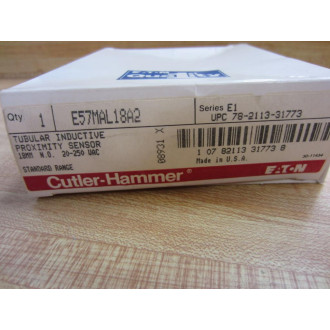 Qty 1 E57MAL18A2 Series E1
UPC 78-2113-31773
TUBULAR INDUCTIVE
PROXIMITY SENSOR
18MM N.O. 20-250 VAC
STANDARD RANGE
08931 X
1 07 82113 31773 8
Made in U.S.A.
Cutler-Hammer® EATON